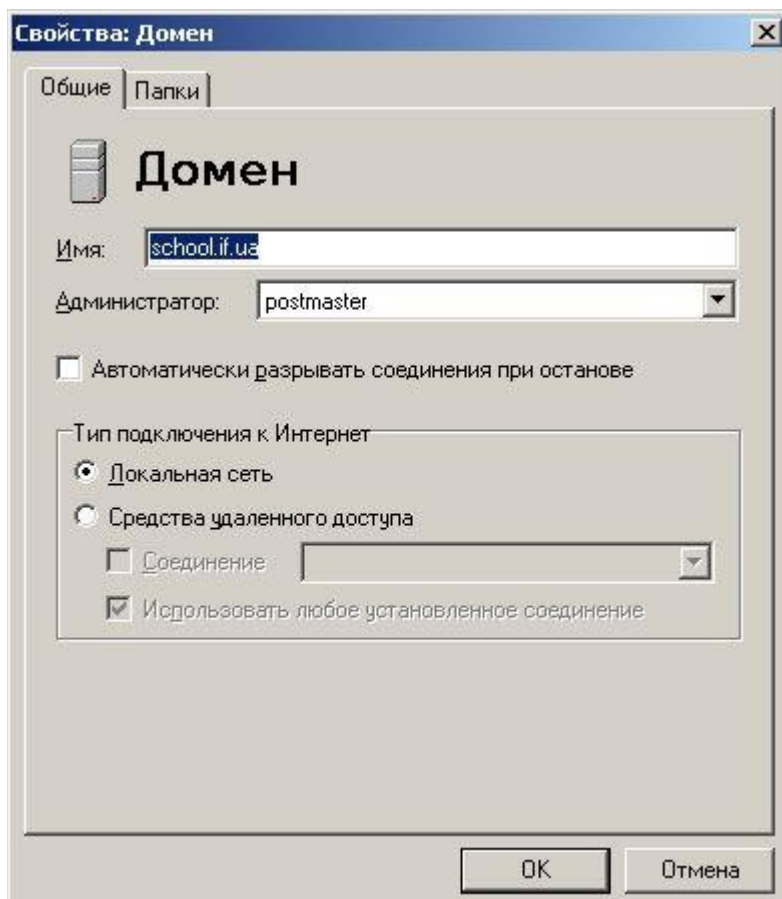 Свойства: Домен
Общие Папки
Домен
Имя: school.if.ua
Администратор: postmaster
Автоматически разрывать соединения при останове
Тип подключения к Интернет
Локальная сеть
Средства удаленного доступа
Соединение
Использовать любое установленное соединение
OK Отмена